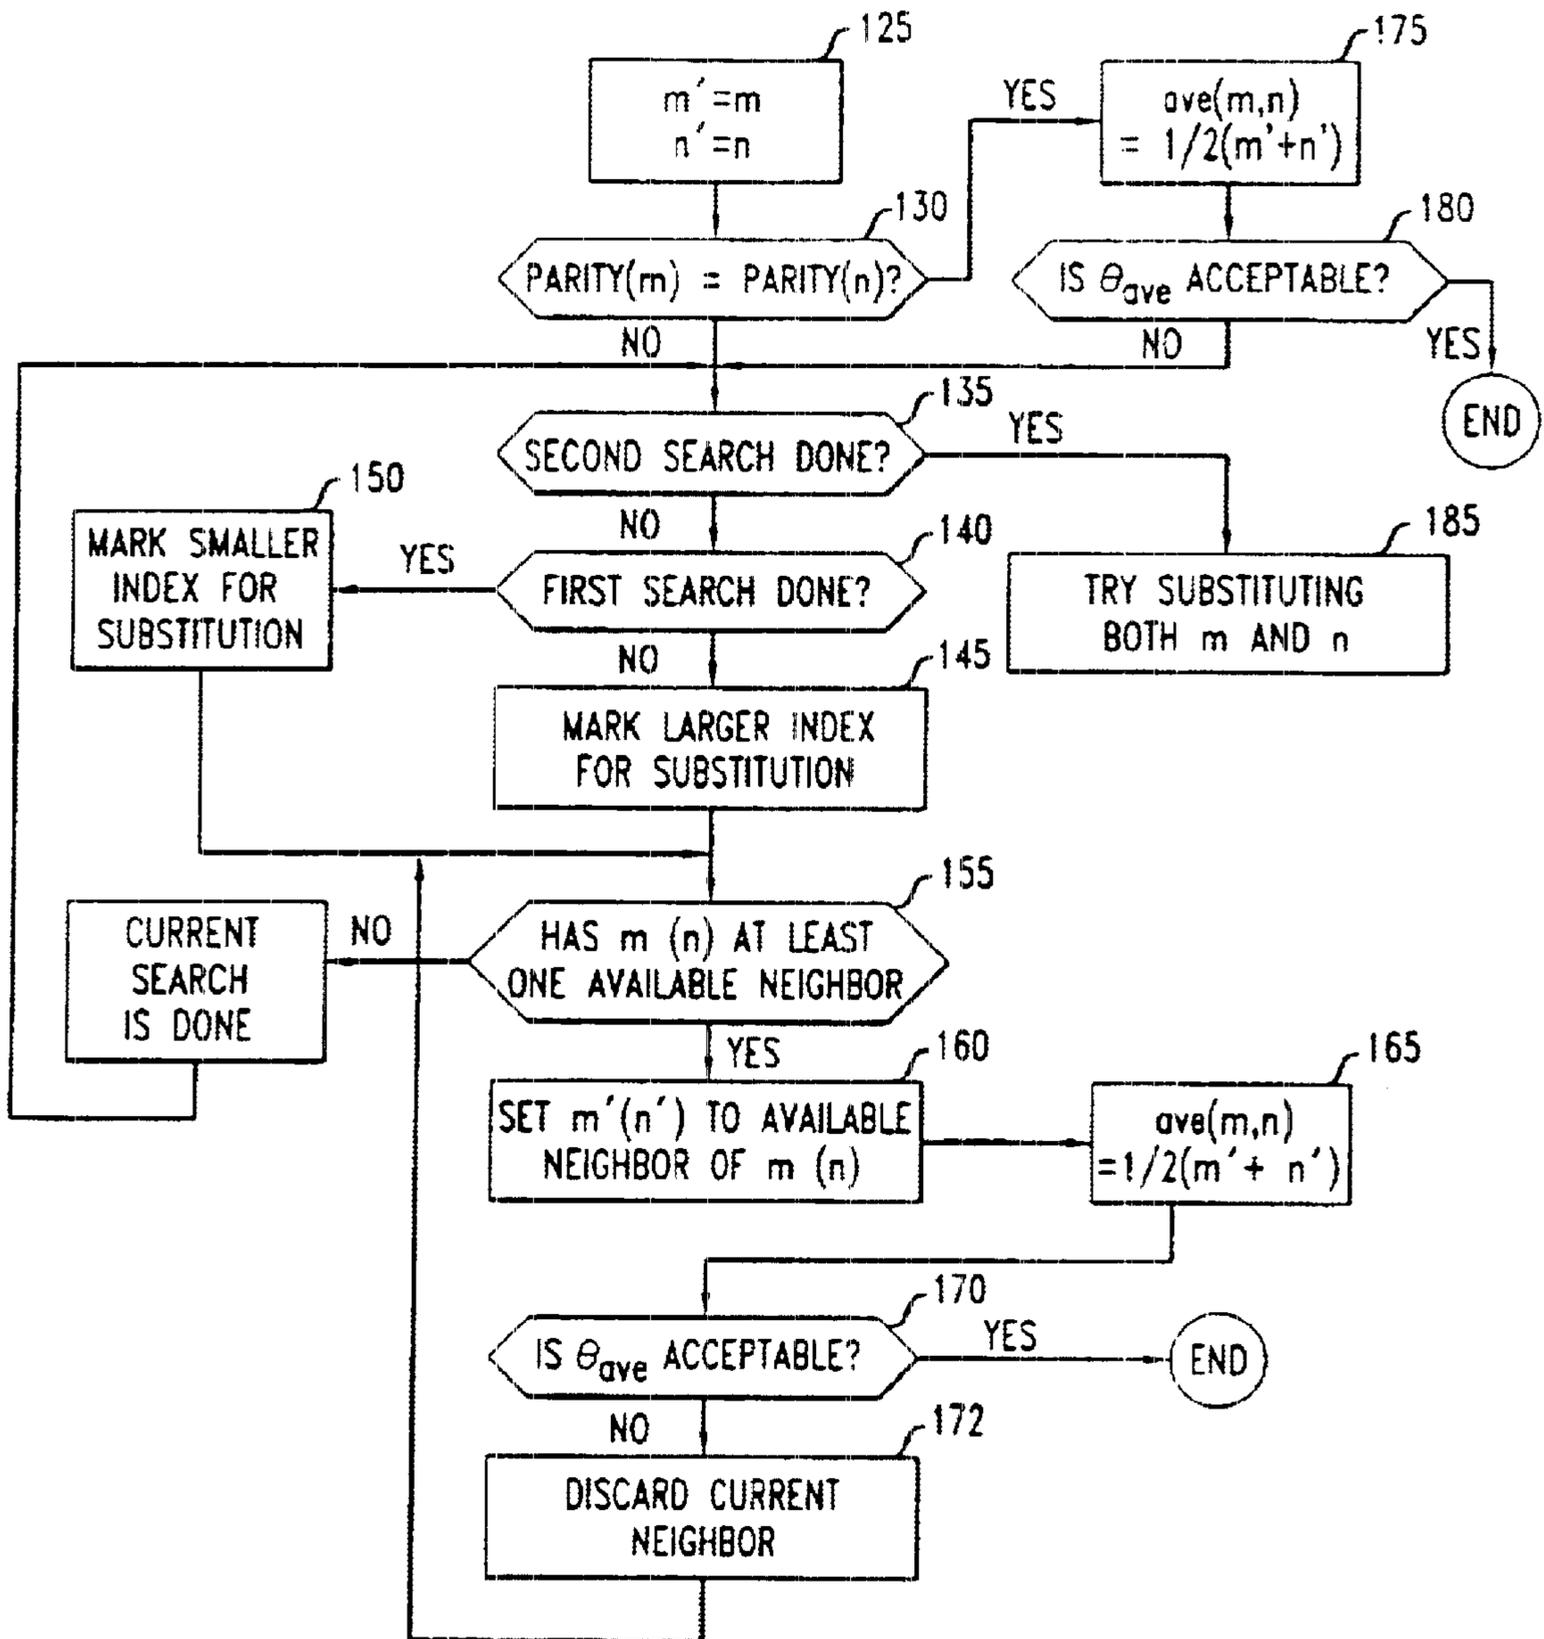 125
m′=m
n′=n
175
ave(m,n)
= 1/2(m′+n′)
YES
130
PARITY(m) = PARITY(n)?
180
IS θave ACCEPTABLE?
NO
NO
YES
END
135
SECOND SEARCH DONE?
YES
150
MARK SMALLER
INDEX FOR
SUBSTITUTION
NO
140
FIRST SEARCH DONE?
YES
185
TRY SUBSTITUTING
BOTH m AND n
NO
145
MARK LARGER INDEX
FOR SUBSTITUTION
155
HAS m (n) AT LEAST
ONE AVAILABLE NEIGHBOR
NO
CURRENT
SEARCH
IS DONE
YES
160
SET m′(n′) TO AVAILABLE
NEIGHBOR OF m (n)
165
ave(m,n)
=1/2(m′+ n′)
170
IS θave ACCEPTABLE?
YES
END
NO
172
DISCARD CURRENT
NEIGHBOR